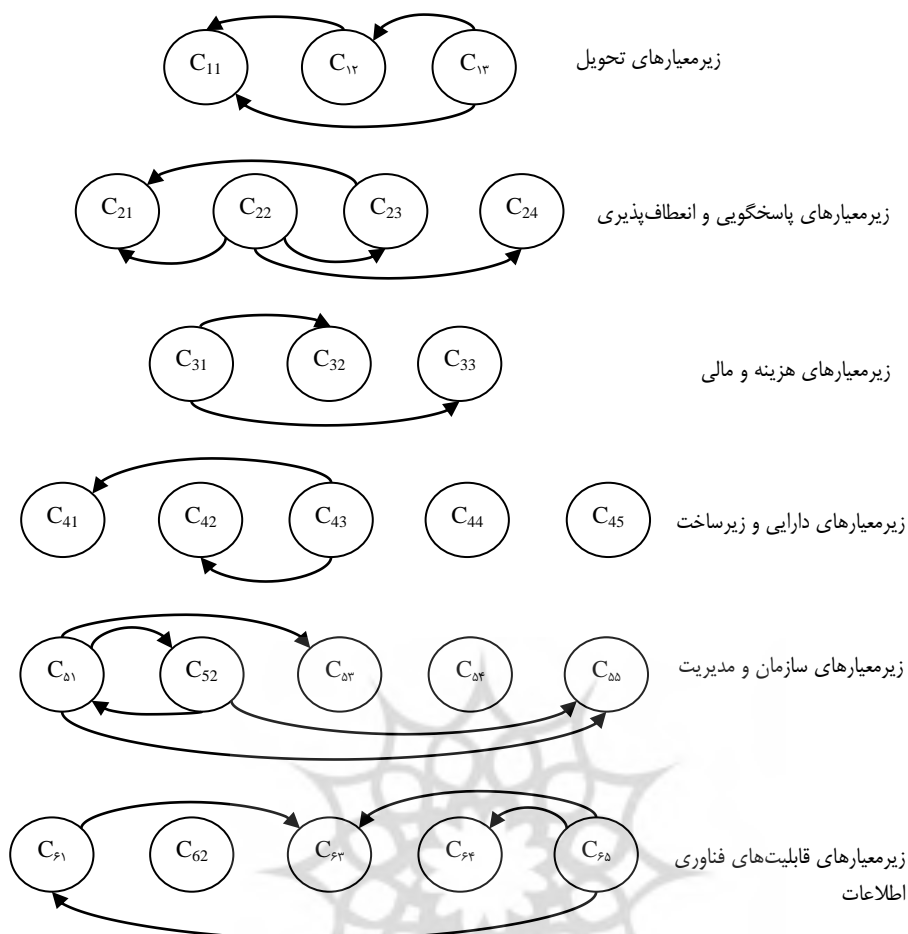 زیرمعیارهای تحویل
C11 C۱۲ C۱۳
زیرمعیارهای پاسخگویی و انعطاف‌پذیری
C21 C22 C23 C24
زیرمعیارهای هزینه و مالی
C31 C32 C33
زیرمعیارهای دارایی و زیرساخت
C41 C42 C43 C44 C45
زیرمعیارهای سازمان و مدیریت
C۵۱ C52 C۵۳ C۵۴ C۵۵
زیرمعیارهای قابلیت‌های فناوری
اطلاعات
C۶۱ C62 C۶۳ C۶۴ C۶۵